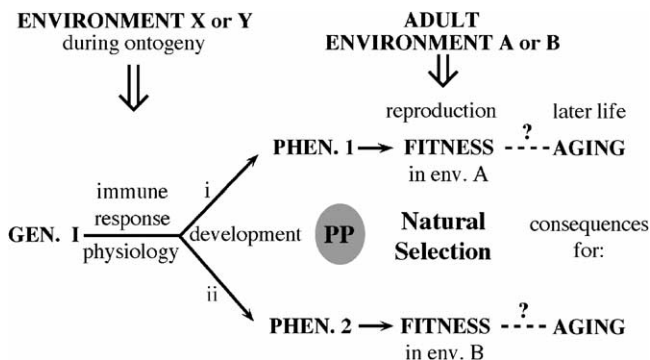 ENVIRONMENT X or Y
during ontogeny
ADULT
ENVIRONMENT A or B
reproduction
later life
PHEN. 1
FITNESS
?
AGING
in env. A
i
immune
response
GEN. I
physiology
development
PP
Natural
Selection
consequences
for:
ii
PHEN. 2
FITNESS
?
AGING
in env. B